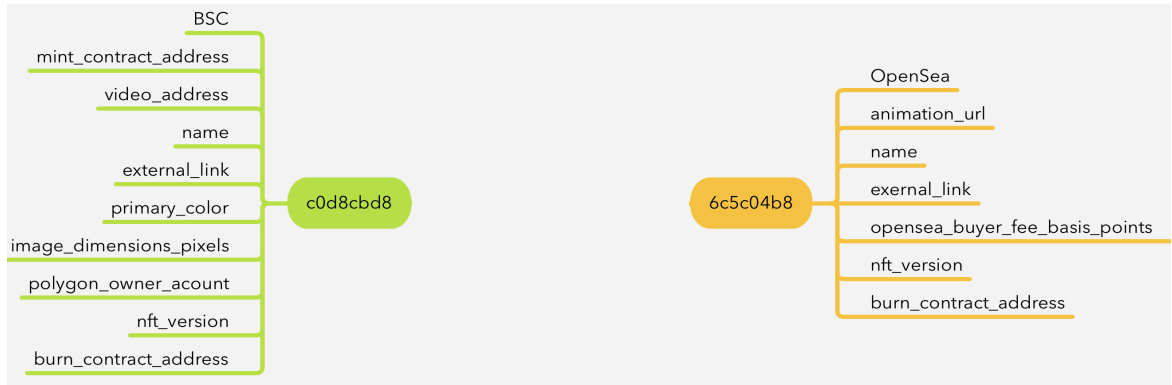 BSC
mint_contract_address
video_address
name
external_link
primary_color
image_dimensions_pixels
polygon_owner_acount
nft_version
burn_contract_address
c0d8cbd8
6c5c04b8
OpenSea
animation_url
name
exernal_link
opensea_buyer_fee_basis_points
nft_version
burn_contract_address